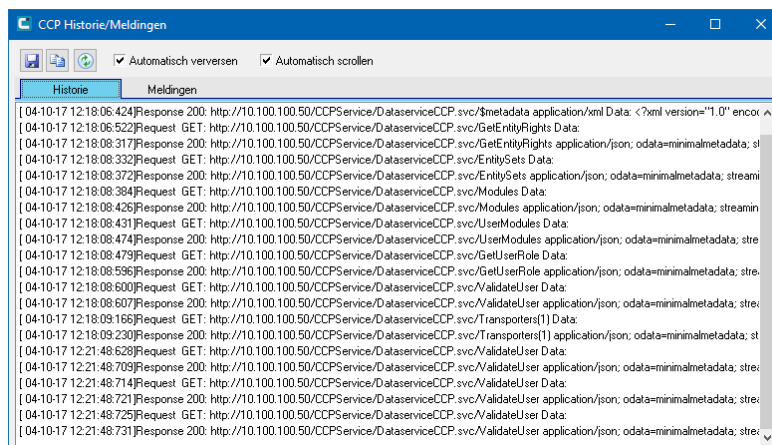 CCP Historie/Meldingen
Automatisch verversen Automatisch scrollen
Historie Meldingen
[ 04-10-17 12:18:06:424]Response 200: http://10.100.100.50/CCPService/DataserviceCCP.svc/$metadata application/xml Data: <?xml version="1.0" encod
[ 04-10-17 12:18:06:522]Request GET: http://10.100.100.50/CCPService/DataserviceCCP.svc/GetEntityRights Data:
[ 04-10-17 12:18:08:317]Response 200: http://10.100.100.50/CCPService/DataserviceCCP.svc/GetEntityRights application/json; odata=minimalmetadata; st
[ 04-10-17 12:18:08:332]Request GET: http://10.100.100.50/CCPService/DataserviceCCP.svc/EntitySets Data:
[ 04-10-17 12:18:08:372]Response 200: http://10.100.100.50/CCPService/DataserviceCCP.svc/EntitySets application/json; odata=minimalmetadata; streami
[ 04-10-17 12:18:08:384]Request GET: http://10.100.100.50/CCPService/DataserviceCCP.svc/Modules Data:
[ 04-10-17 12:18:08:426]Response 200: http://10.100.100.50/CCPService/DataserviceCCP.svc/Modules application/json; odata=minimalmetadata; streamin
[ 04-10-17 12:18:08:431]Request GET: http://10.100.100.50/CCPService/DataserviceCCP.svc/UserModules Data:
[ 04-10-17 12:18:08:474]Response 200: http://10.100.100.50/CCPService/DataserviceCCP.svc/UserModules application/json; odata=minimalmetadata; stre
[ 04-10-17 12:18:08:479]Request GET: http://10.100.100.50/CCPService/DataserviceCCP.svc/GetUserRole Data:
[ 04-10-17 12:18:08:596]Response 200: http://10.100.100.50/CCPService/DataserviceCCP.svc/GetUserRole application/json; odata=minimalmetadata; stre
[ 04-10-17 12:18:08:600]Request GET: http://10.100.100.50/CCPService/DataserviceCCP.svc/ValidateUser Data:
[ 04-10-17 12:18:08:607]Response 200: http://10.100.100.50/CCPService/DataserviceCCP.svc/ValidateUser application/json; odata=minimalmetadata; strea
[ 04-10-17 12:18:09:166]Request GET: http://10.100.100.50/CCPService/DataserviceCCP.svc/Transporters(1) Data:
[ 04-10-17 12:18:09:230]Response 200: http://10.100.100.50/CCPService/DataserviceCCP.svc/Transporters(1) application/json; odata=minimalmetadata; st
[ 04-10-17 12:21:48:628]Request GET: http://10.100.100.50/CCPService/DataserviceCCP.svc/ValidateUser Data:
[ 04-10-17 12:21:48:709]Response 200: http://10.100.100.50/CCPService/DataserviceCCP.svc/ValidateUser application/json; odata=minimalmetadata; strea
[ 04-10-17 12:21:48:714]Request GET: http://10.100.100.50/CCPService/DataserviceCCP.svc/ValidateUser Data:
[ 04-10-17 12:21:48:721]Response 200: http://10.100.100.50/CCPService/DataserviceCCP.svc/ValidateUser application/json; odata=minimalmetadata; strea
[ 04-10-17 12:21:48:725]Request GET: http://10.100.100.50/CCPService/DataserviceCCP.svc/ValidateUser Data:
[ 04-10-17 12:21:48:731]Response 200: http://10.100.100.50/CCPService/DataserviceCCP.svc/ValidateUser application/json; odata=minimalmetadata; strea